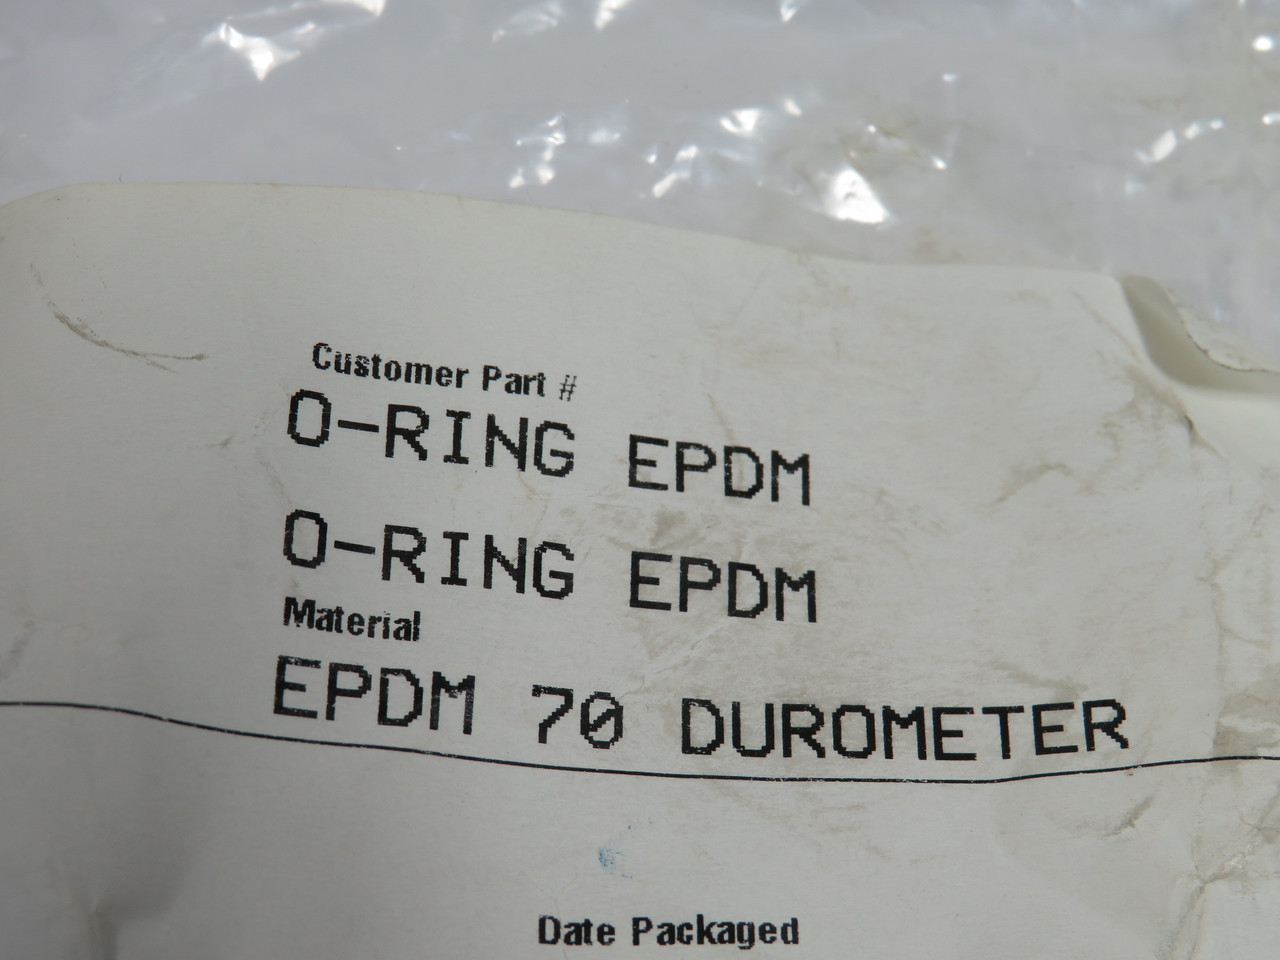 Customer Part #
O-RING EPDM
O-RING EPDM
Material
EPDM 70 DUROMETER
Date Packaged